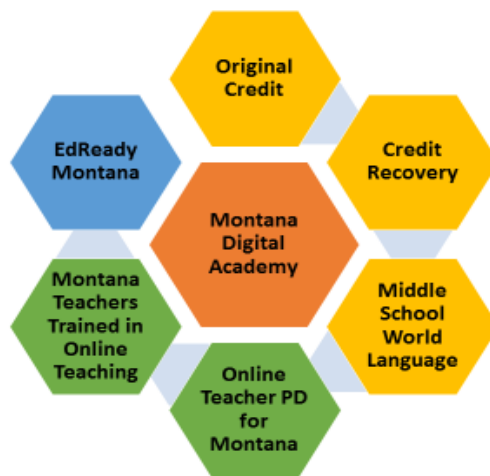 Original
Credit
EdReady
Montana
Credit
Recovery
Montana
Digital
Academy
Montana
Teachers
Trained in
Online
Teaching
Middle
School
World
Language
Online
Teacher PD
for
Montana